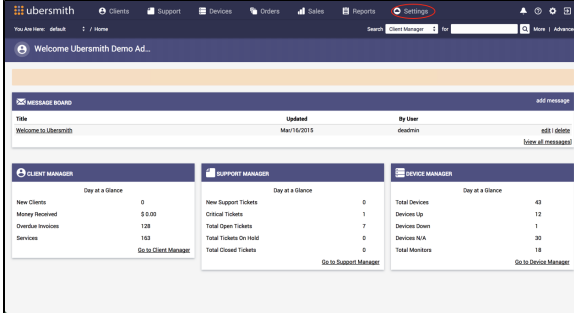 ubersmith Clients Support Devices Orders Sales Reports Settings
You Are Here: default / Home Search Client Manager for More | Advance
Welcome Ubersmith Demo Ad...
MESSAGE BOARD add message
Title Updated By User
Welcome to Ubersmith Mar/16/2015 deadmin edit | delete
[view all messages]
CLIENT MANAGER
Day at a Glance
New Clients 0
Money Received $ 0.00
Overdue Invoices 128
Services 163
Go to Client Manager
SUPPORT MANAGER
Day at a Glance
New Support Tickets 0
Critical Tickets 1
Total Open Tickets 7
Total Tickets On Hold 0
Total Closed Tickets 0
Go to Support Manager
DEVICE MANAGER
Day at a Glance
Total Devices 43
Devices Up 12
Devices Down 1
Devices N/A 30
Total Monitors 18
Go to Device Manager